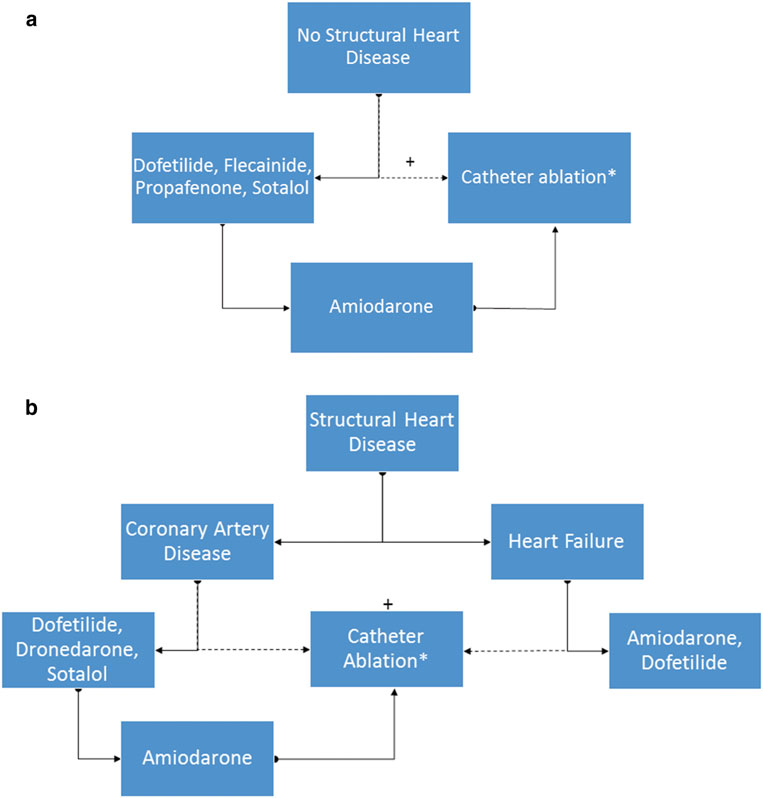 a
No Structural Heart
Disease
Dofetilide, Flecainide,
Propafenone, Sotalol
+
Catheter ablation*
Amiodarone
b
Structural Heart
Disease
Coronary Artery
Disease
Heart Failure
Dofetilide,
Dronedarone,
Sotalol
+
Catheter
Ablation*
Amiodarone,
Dofetilide
Amiodarone